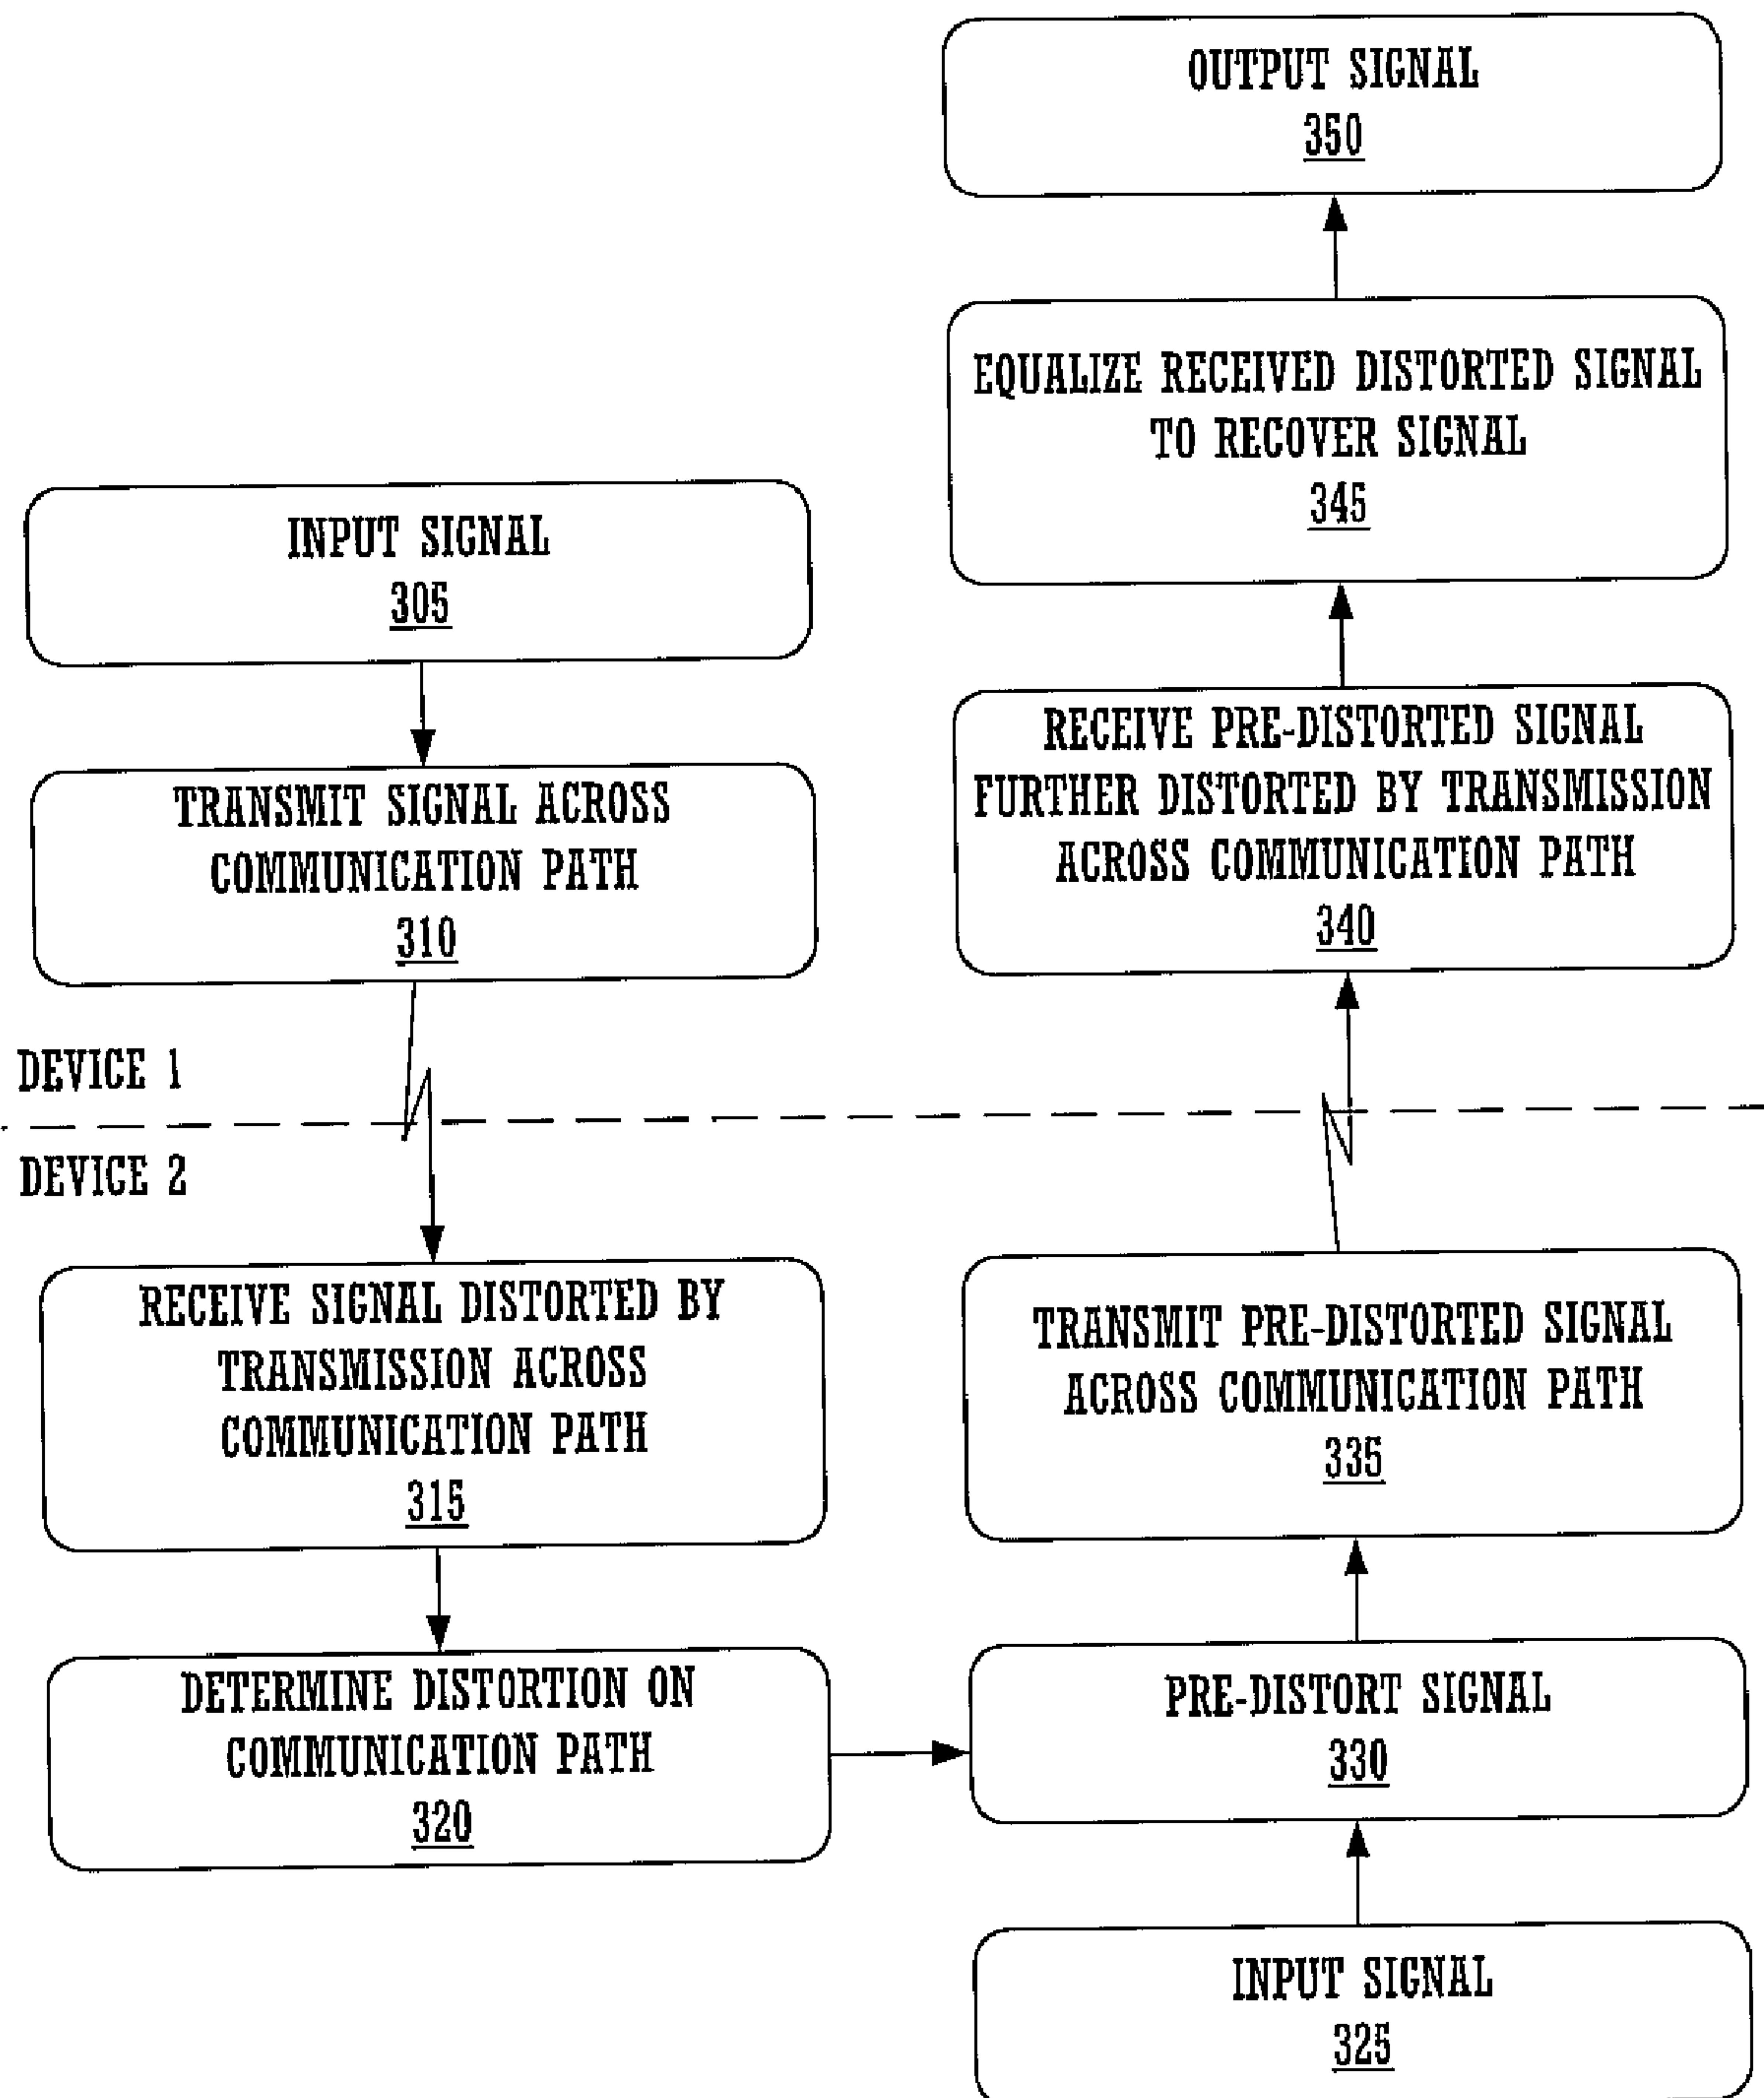 OUTPUT SIGNAL
350
EQUALIZE RECEIVED DISTORTED SIGNAL
TO RECOVER SIGNAL
345
INPUT SIGNAL
305
TRANSMIT SIGNAL ACROSS
COMMUNICATION PATH
310
RECEIVE PRE-DISTORTED SIGNAL
FURTHER DISTORTED BY TRANSMISSION
ACROSS COMMUNICATION PATH
340
DEVICE 1
DEVICE 2
RECEIVE SIGNAL DISTORTED BY
TRANSMISSION ACROSS
COMMUNICATION PATH
315
TRANSMIT PRE-DISTORTED SIGNAL
ACROSS COMMUNICATION PATH
335
DETERMINE DISTORTION ON
COMMUNICATION PATH
320
PRE-DISTORT SIGNAL
330
INPUT SIGNAL
325